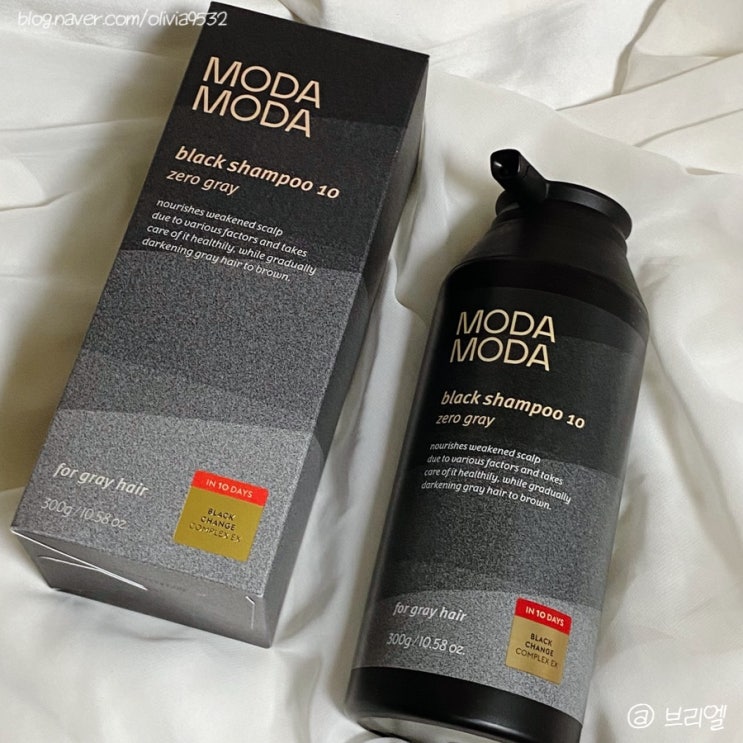 blog.naver.com/olivia9532
MODA
MODA
black shampoo 10
zero gray
nourishes weakened scalp
due to various factors and takes
care of it healthily, while gradually
darkening gray hair to brown.
for gray hair
300g/10.58 oz.
IN 10 DAYS
BLACK
CHANGE
COMPLEX EX
MODA
MODA
black shampoo 10
zero gray
nourishes weakened scalp
due to various factors and takes
care of it healthily, while gradually
darkening gray hair to brown.
for gray hair
300g/10.58 oz.
IN 10 DAYS
BLACK
CHANGE
COMPLEX EX
@ 브리엘